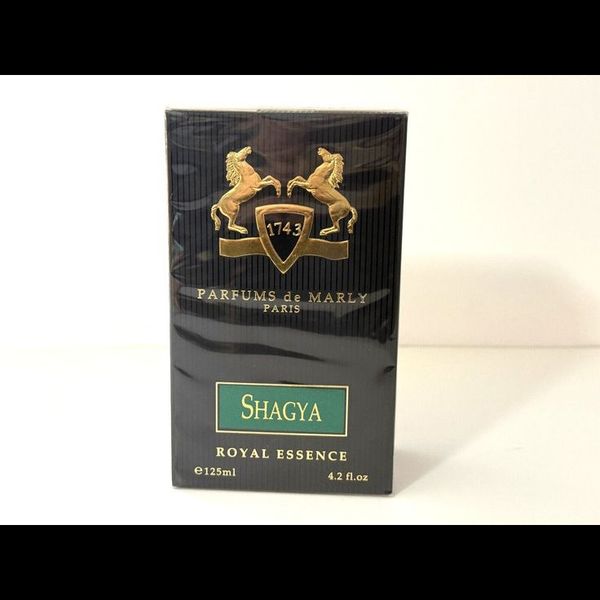 1743
PARFUMS de MARLY
PARIS
SHAGYA
ROYAL ESSENCE
℮125ml 4.2 fl.oz